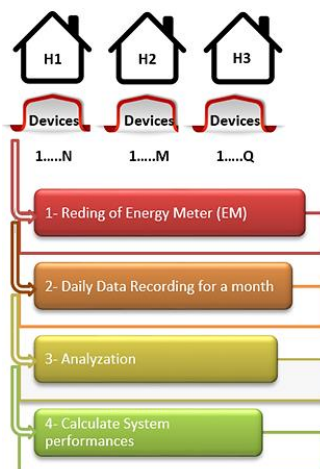 H1 H2 H3
Devices Devices Devices
1.....N 1.....M 1.....Q
1- Reding of Energy Meter (EM)
2- Daily Data Recording for a month
3- Analyzation
4- Calculate System
performances